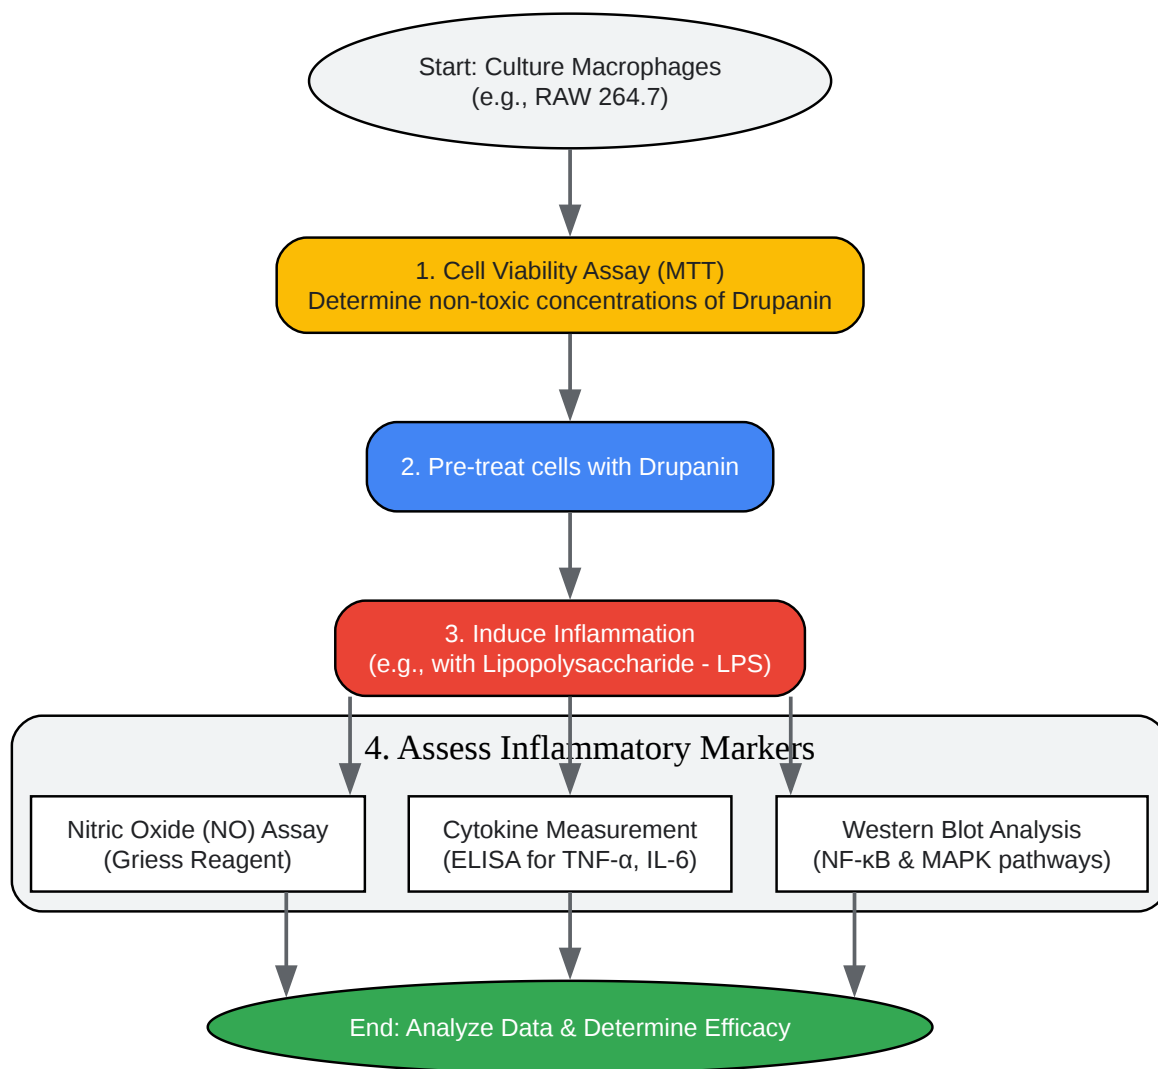 Start: Culture Macrophages
(e.g., RAW 264.7)
1. Cell Viability Assay (MTT)
Determine non-toxic concentrations of Drupanin
2. Pre-treat cells with Drupanin
3. Induce Inflammation
(e.g., with Lipopolysaccharide - LPS)
4. Assess Inflammatory Markers
Nitric Oxide (NO) Assay
(Griess Reagent)
Cytokine Measurement
(ELISA for TNF-α, IL-6)
Western Blot Analysis
(NF-κB & MAPK pathways)
End: Analyze Data & Determine Efficacy